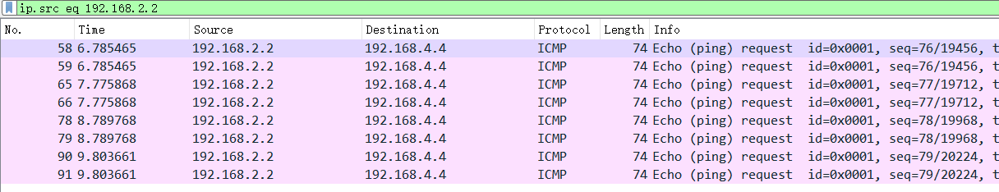 ip.src eq 192.168.2.2
No. Time Source Destination Protocol Length Info
58 6.785465 192.168.2.2 192.168.4.4 ICMP 74 Echo (ping) request id=0x0001, seq=76/19456, t
59 6.785465 192.168.2.2 192.168.4.4 ICMP 74 Echo (ping) request id=0x0001, seq=76/19456, t
65 7.775868 192.168.2.2 192.168.4.4 ICMP 74 Echo (ping) request id=0x0001, seq=77/19712, t
66 7.775868 192.168.2.2 192.168.4.4 ICMP 74 Echo (ping) request id=0x0001, seq=77/19712, t
78 8.789768 192.168.2.2 192.168.4.4 ICMP 74 Echo (ping) request id=0x0001, seq=78/19968, t
79 8.789768 192.168.2.2 192.168.4.4 ICMP 74 Echo (ping) request id=0x0001, seq=78/19968, t
90 9.803661 192.168.2.2 192.168.4.4 ICMP 74 Echo (ping) request id=0x0001, seq=79/20224, t
91 9.803661 192.168.2.2 192.168.4.4 ICMP 74 Echo (ping) request id=0x0001, seq=79/20224, t